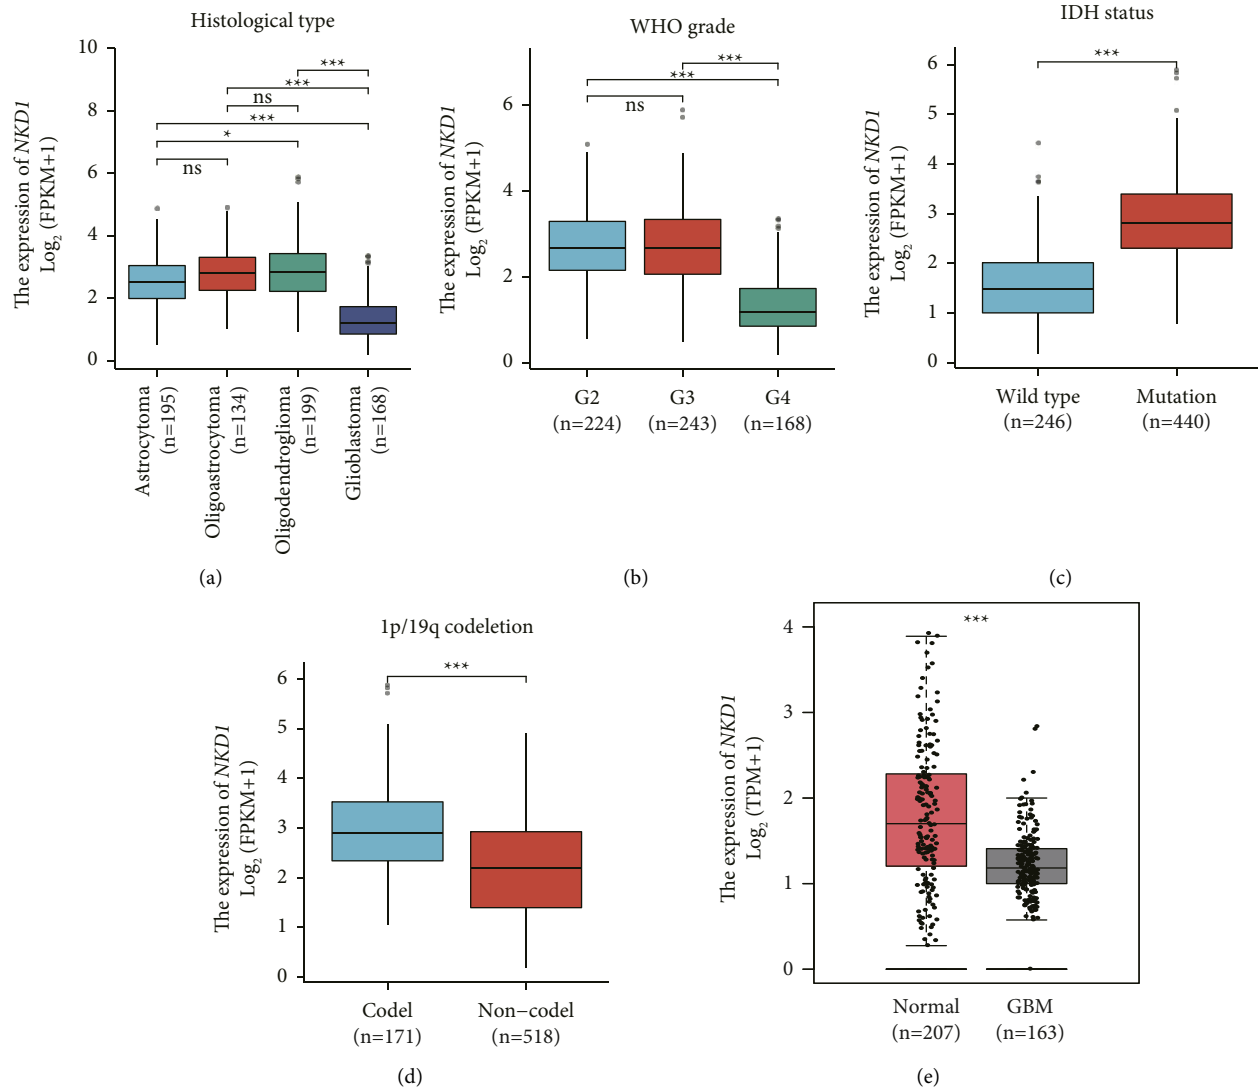 Histological type
The expression of NKD1
Log2 (FPKM+1)
10
8
6
4
2
0
***
***
ns
***
*
ns
Astrocytoma
(n=195)
Oligoastrocytoma
(n=134)
Oligodendroglioma
(n=199)
Glioblastoma
(n=168)
(a)
WHO grade
The expression of NKD1
Log2 (FPKM+1)
6
4
2
0
***
***
ns
G2
(n=224)
G3
(n=243)
G4
(n=168)
(b)
IDH status
The expression of NKD1
Log2 (FPKM+1)
6
5
4
3
2
1
0
***
Wild type
(n=246)
Mutation
(n=440)
(c)
1p/19q codeletion
The expression of NKD1
Log2 (FPKM+1)
6
5
4
3
2
1
0
***
Codel
(n=171)
Non−codel
(n=518)
(d)
The expression of NKD1
Log2 (TPM+1)
4
3
2
1
0
***
Normal
(n=207)
GBM
(n=163)
(e)